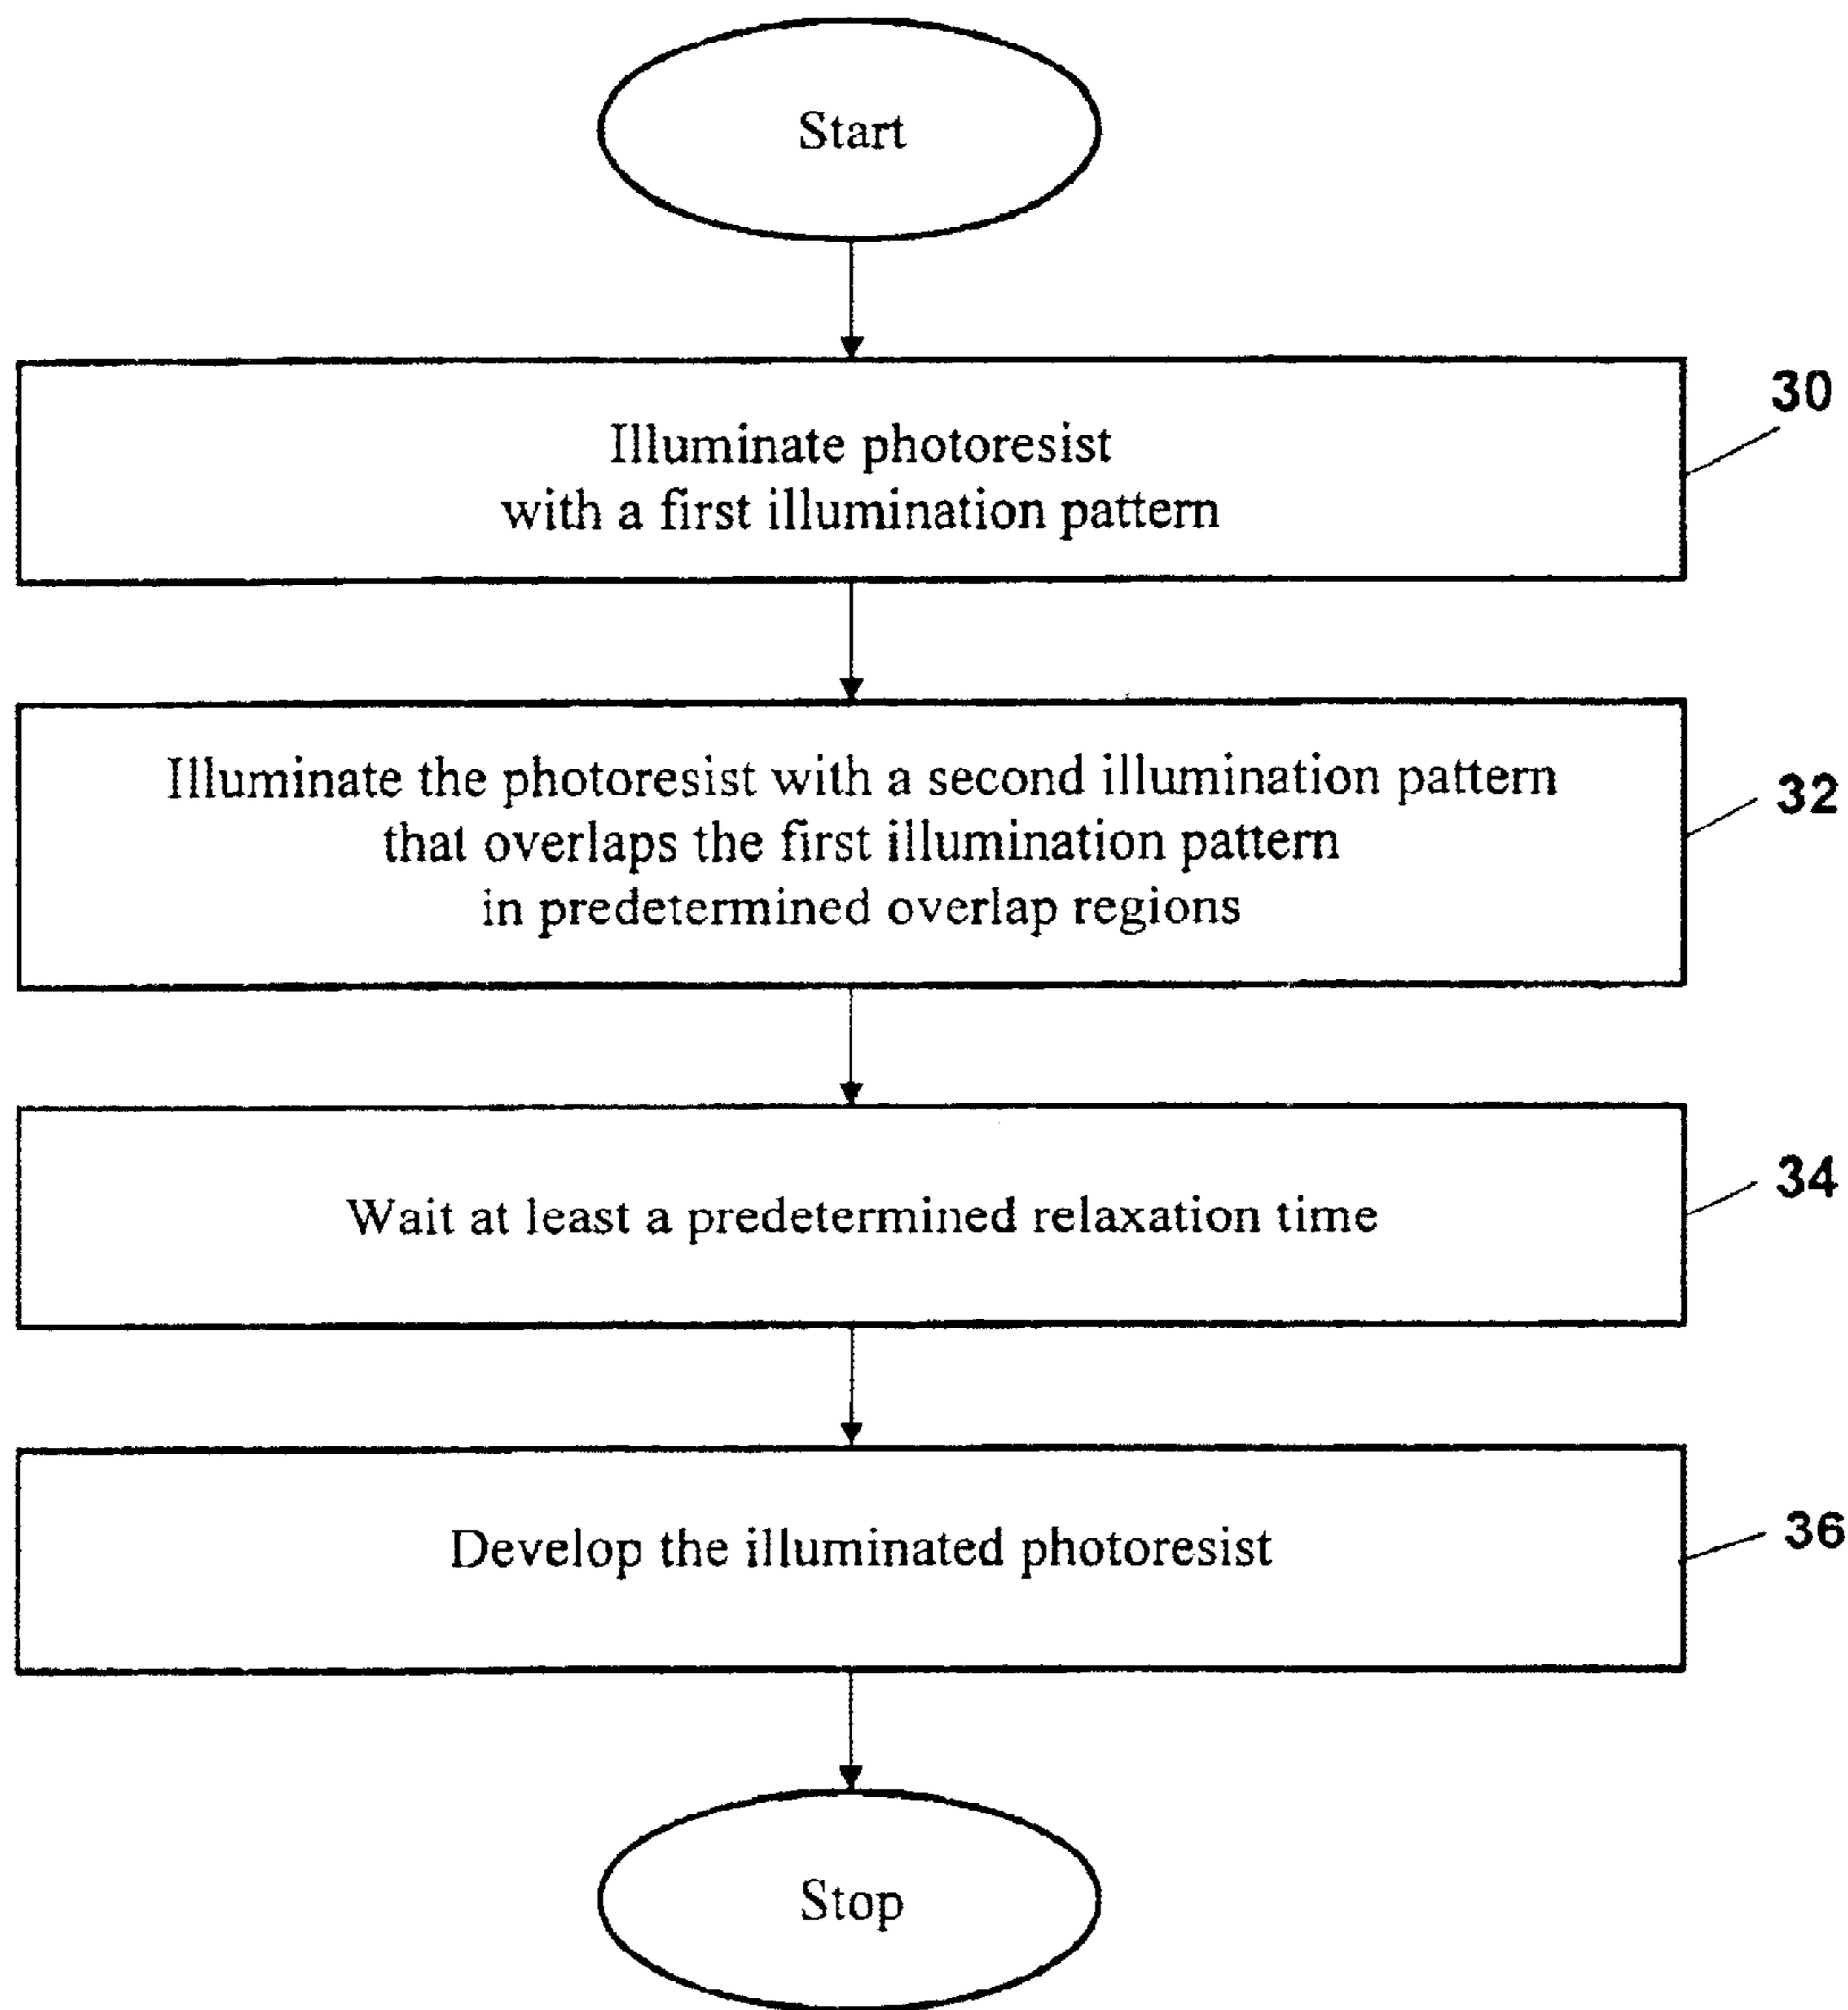 Start
30
Illuminate photoresist
with a first illumination pattern
32
Illuminate the photoresist with a second illumination pattern
that overlaps the first illumination pattern
in predetermined overlap regions
34
Wait at least a predetermined relaxation time
36
Develop the illuminated photoresist
Stop